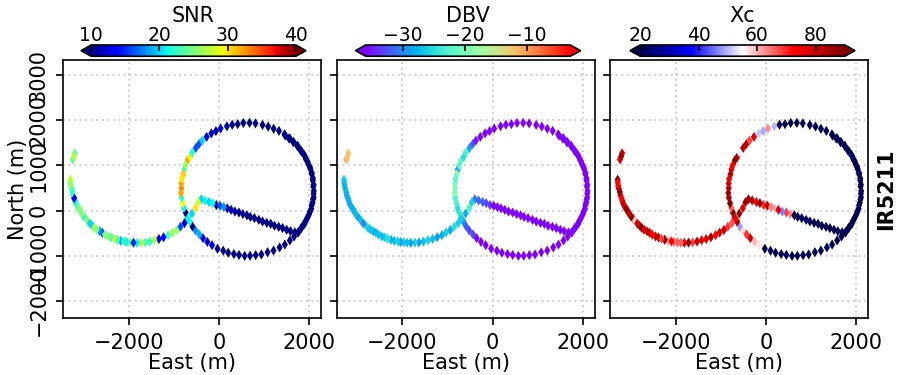 SNR DBV Xc
10 20 30 40 −30 −20 −10 20 40 60 80
North (m)
3000
2000
1000
0
−1000
−2000
IR5211
−2000 0 2000 −2000 0 2000 −2000 0 2000
East (m) East (m) East (m)